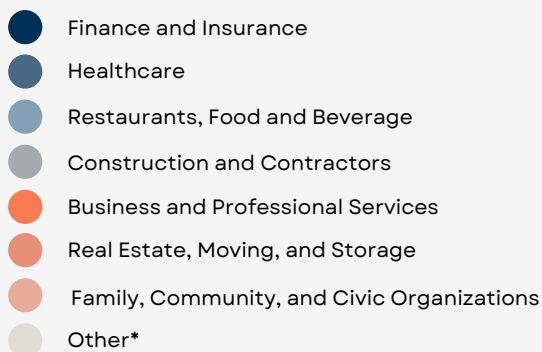 Finance and Insurance
Healthcare
Restaurants, Food and Beverage
Construction and Contractors
Business and Professional Services
Real Estate, Moving, and Storage
Family, Community, and Civic Organizations
Other*